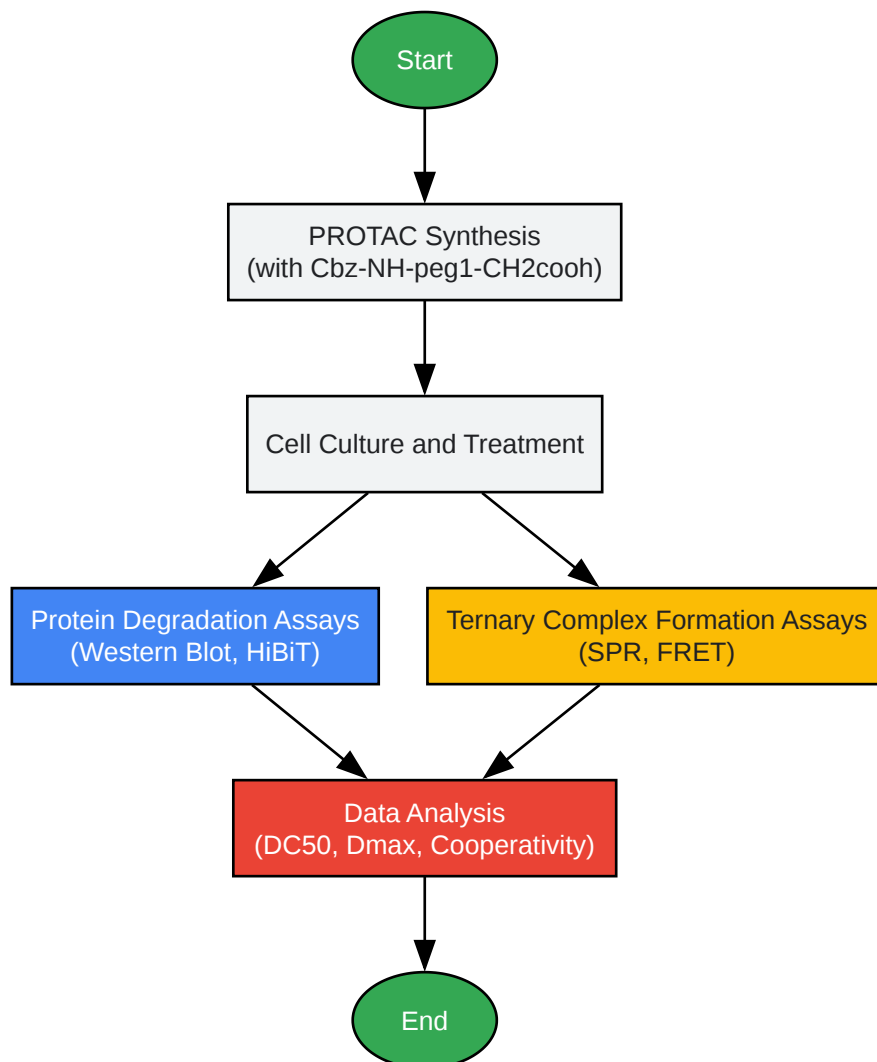 Start
PROTAC Synthesis
(with Cbz-NH-peg1-CH2cooh)
Cell Culture and Treatment
Protein Degradation Assays
(Western Blot, HiBiT)
Ternary Complex Formation Assays
(SPR, FRET)
Data Analysis
(DC50, Dmax, Cooperativity)
End